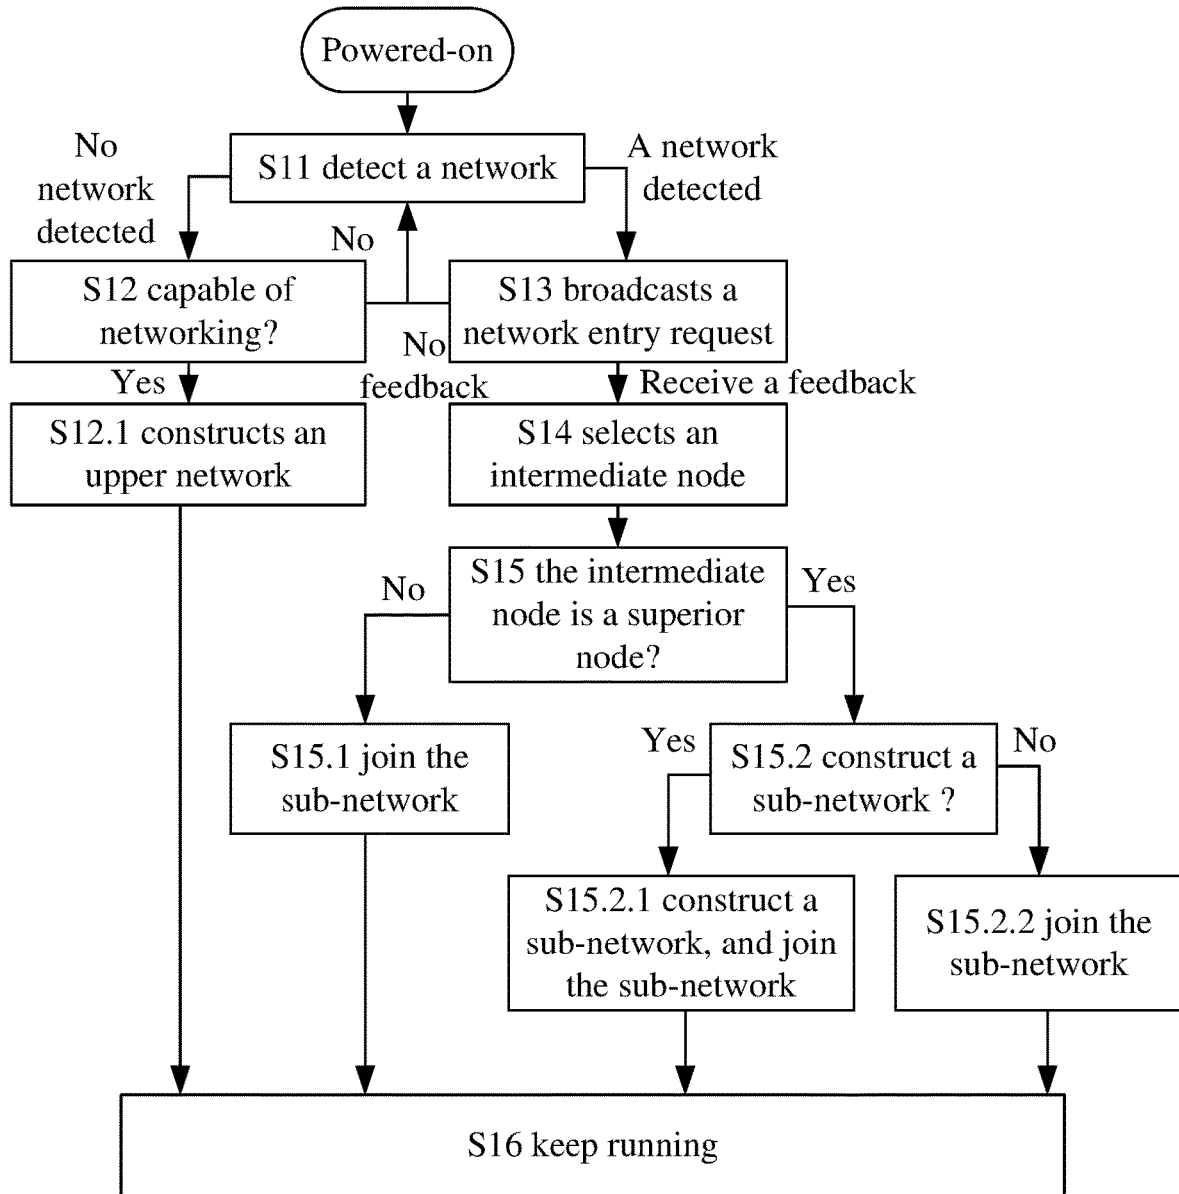 Powered-on
S11 detect a network
No
network
detected
A network
detected
No
S12 capable of
networking?
S13 broadcasts a
network entry request
No
feedback
Yes
Receive a feedback
S12.1 constructs an
upper network
S14 selects an
intermediate node
S15 the intermediate
node is a superior
node?
No
Yes
S15.1 join the
sub-network
Yes
S15.2 construct a
sub-network ?
No
S15.2.1 construct a
sub-network, and join
the sub-network
S15.2.2 join the
sub-network
S16 keep running